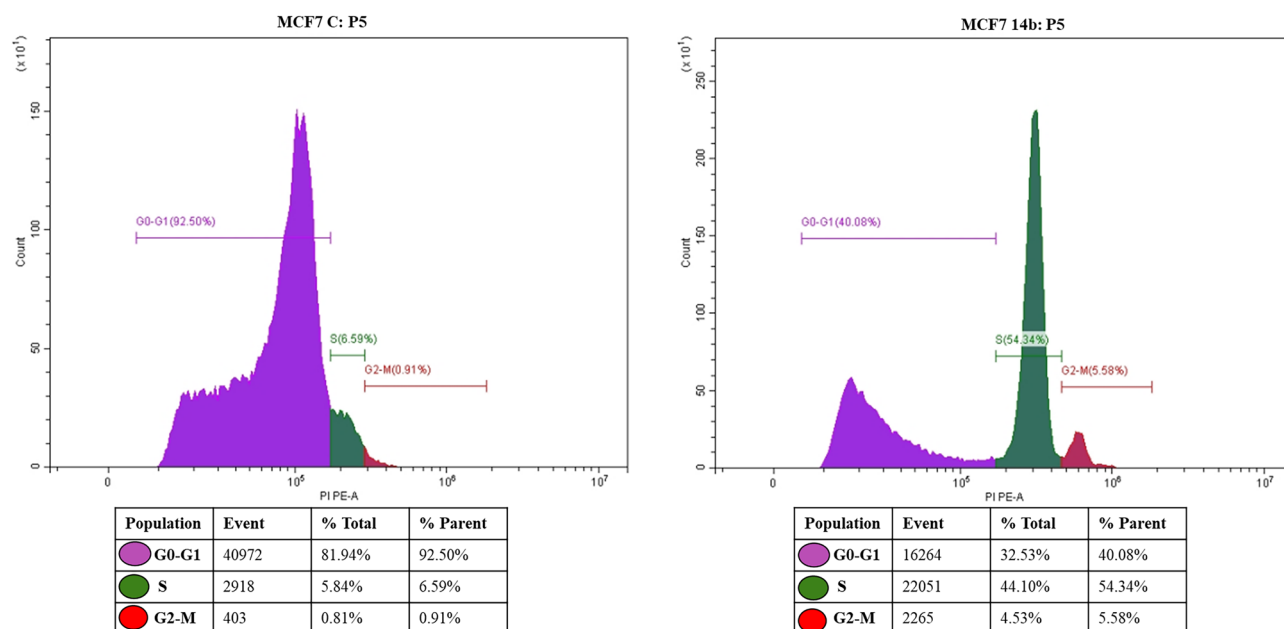 MCF7 C: P5
(x 10¹)
150
100
50
0
Count
G0-G1(92.50%)
S(6.59%)
G2-M(0.91%)
0 10⁵ 10⁶ 10⁷
PI PE-A
Population Event % Total % Parent
G0-G1 40972 81.94% 92.50%
S 2918 5.84% 6.59%
G2-M 403 0.81% 0.91%
MCF7 14b: P5
(x 10¹)
250
200
150
100
50
0
Count
G0-G1(40.08%)
S(54.34%)
G2-M(5.58%)
0 10⁵ 10⁶ 10⁷
PI PE-A
Population Event % Total % Parent
G0-G1 16264 32.53% 40.08%
S 22051 44.10% 54.34%
G2-M 2265 4.53% 5.58%